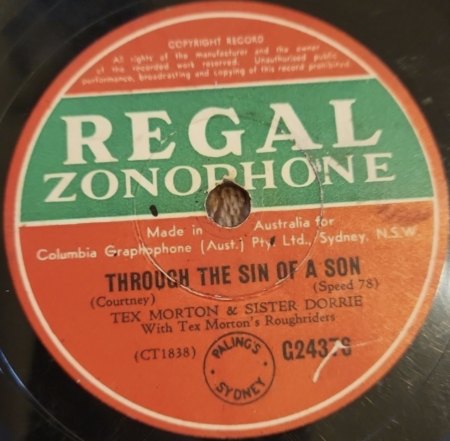 COPYRIGHT RECORD
All rights of the manufacturer and the owner
of the recorded work reserved. Unauthorised public
performance, broadcasting and copying of this record prohibited.
REGAL
ZONOPHONE
Made in Australia for
Columbia Graphophone (Aust.) Pty. Ltd., Sydney. N.S.W.
THROUGH THE SIN OF A SON
(Courtney) (Speed 78)
TEX MORTON & SISTER DORRIE
With Tex Morton's Roughriders
(CT1838)
PALING'S
SYDNEY